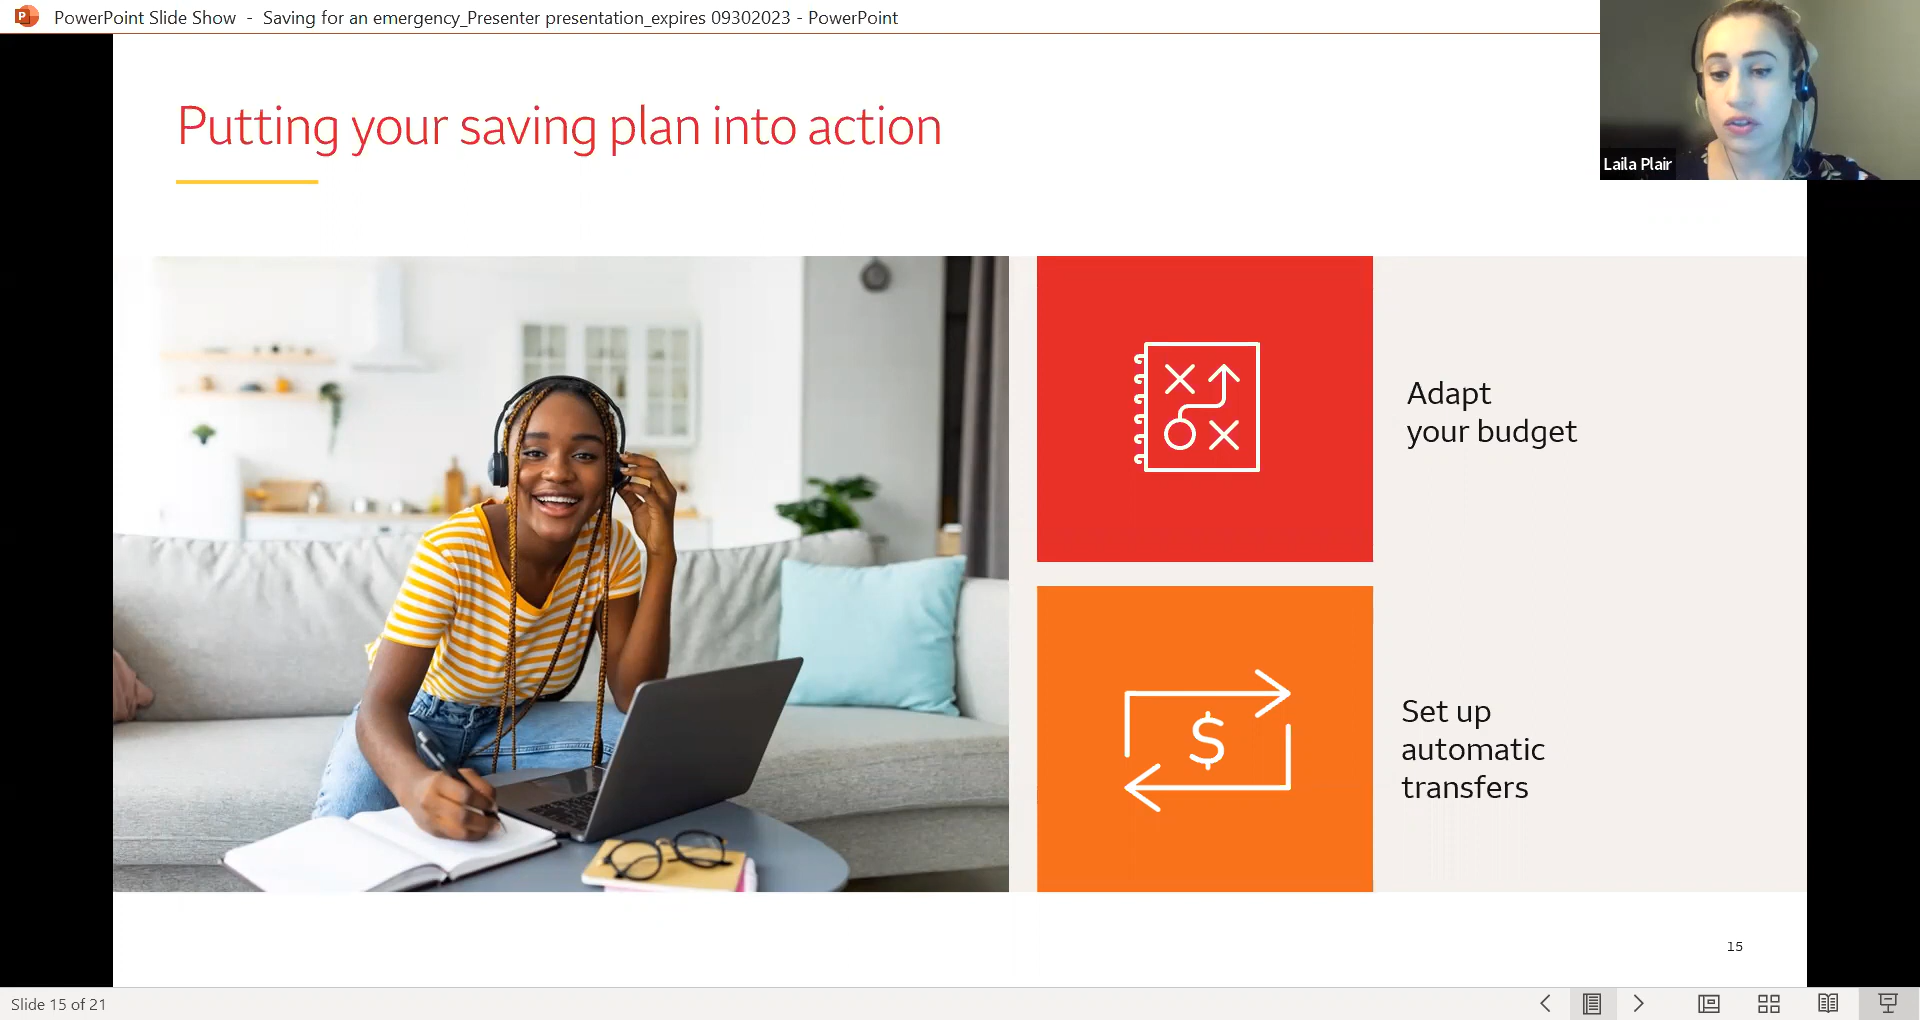 PowerPoint Slide Show - Saving for an emergency_Presenter presentation_expires 09302023 - PowerPoint
Laila Plair
Putting your saving plan into action
Adapt
your budget
$
Set up
automatic
transfers
15
Slide 15 of 21